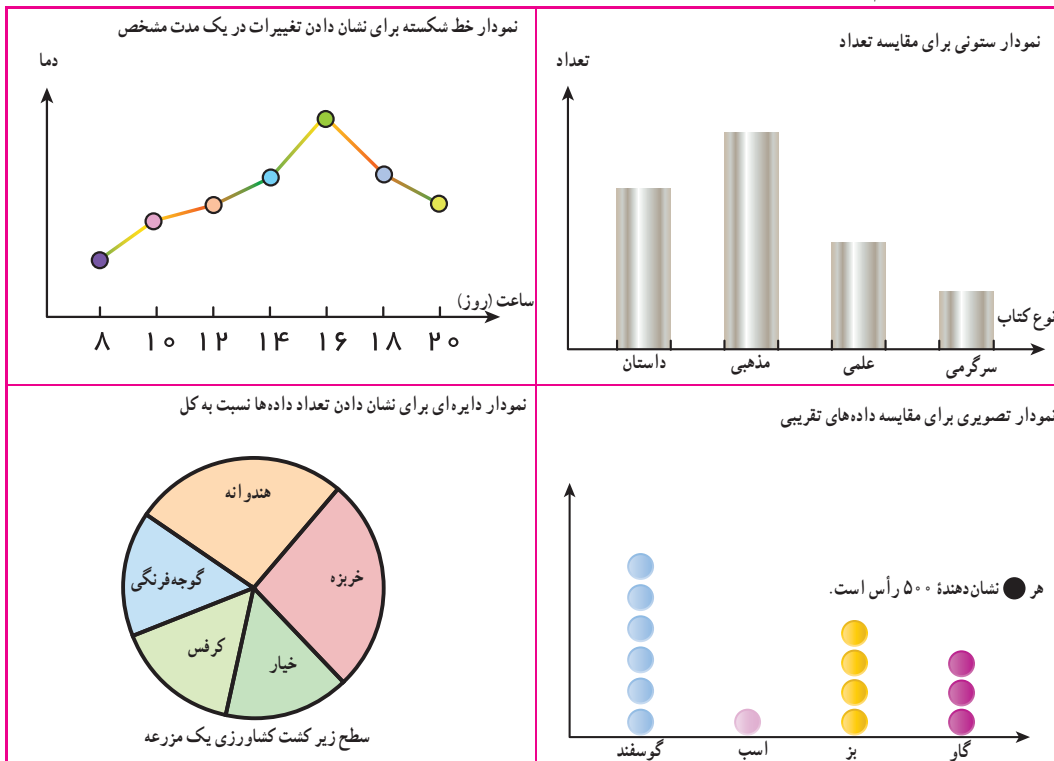 نمودار ستونی برای مقایسه تعداد
تعداد
نوع کتاب
داستان
مذهبی
علمی
سرگرمی
نمودار خط شکسته برای نشان دادن تغییرات در یک مدت مشخص
دما
ساعت (روز)
۸ ۱۰ ۱۲ ۱۴ ۱۶ ۱۸ ۲۰
نمودار تصویری برای مقایسه داده‌های تقریبی
هر نشان‌دهندهٔ ۵۰۰ رأس است.
گوسفند
اسب
بز
گاو
نمودار دایره‌ای برای نشان دادن تعداد داده‌ها نسبت به کل
هندوانه
خربزه
گوجه‌فرنگی
کرفس
خیار
سطح زیر کشت کشاورزی یک مزرعه